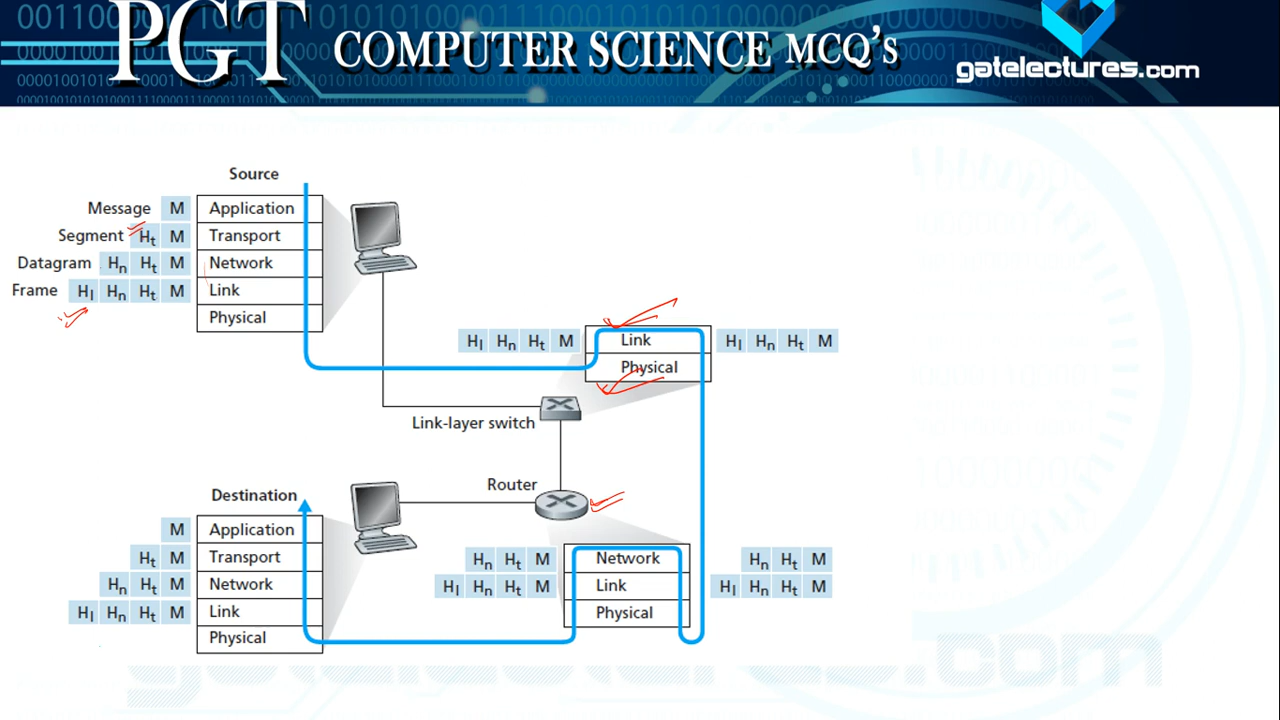 PGT COMPUTER SCIENCE MCQ's
gatelectures.com
Source
Message M Application
Segment Ht M Transport
Datagram Hn Ht M Network
Frame Hl Hn Ht M Link
Physical
Hl Hn Ht M Link Hl Hn Ht M
Physical
Link-layer switch
Router
Destination
M Application
Ht M Transport
Hn Ht M Network
Hl Hn Ht M Link
Physical
Hn Ht M Network Hn Ht M
Hl Hn Ht M Link Hl Hn Ht M
Physical
gatelectures.com